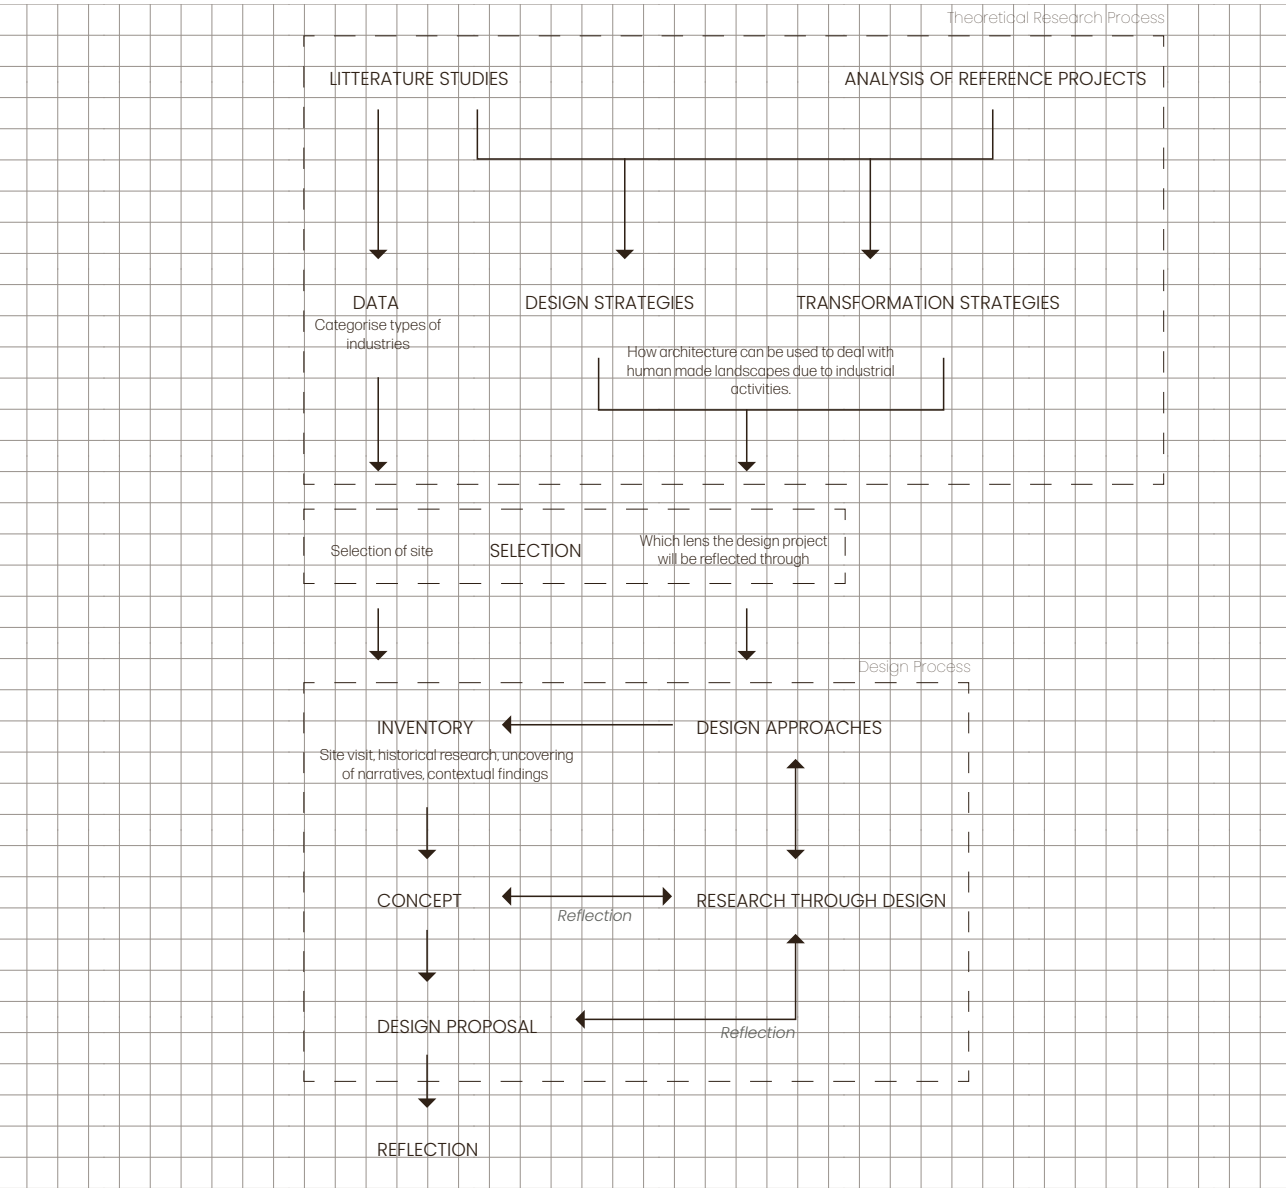 Theoretical Research Process
LITTERATURE STUDIES
ANALYSIS OF REFERENCE PROJECTS
DATA
Categorise types of
industries
DESIGN STRATEGIES
TRANSFORMATION STRATEGIES
How architecture can be used to deal with
human made landscapes due to industrial
activities.
Selection of site
SELECTION
Which lens the design project
will be reflected through
Design Process
INVENTORY
Site visit, historical research, uncovering
of narratives, contextual findings
DESIGN APPROACHES
CONCEPT
Reflection
RESEARCH THROUGH DESIGN
DESIGN PROPOSAL
Reflection
REFLECTION